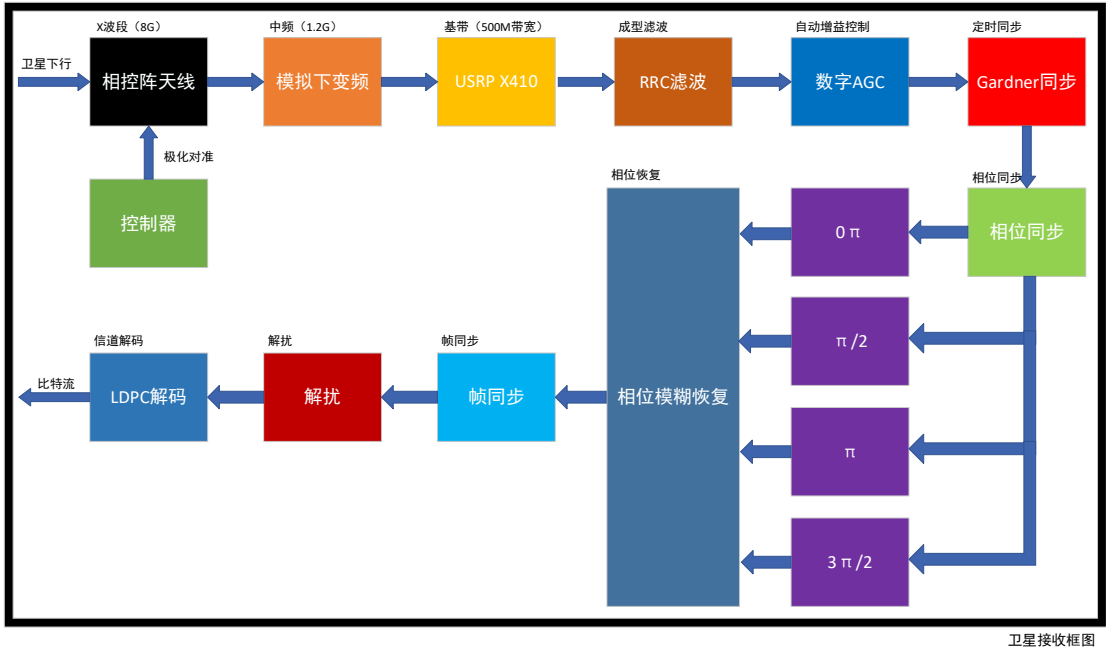 X波段（8G）
中频（1.2G）
基带（500M带宽）
成型滤波
自动增益控制
定时同步
卫星下行
相控阵天线
模拟下变频
USRP X410
RRC滤波
数字AGC
Gardner同步
极化对准
控制器
相位恢复
相位同步
0 π
相位同步
π /2
π
3 π /2
相位模糊恢复
信道解码
解扰
帧同步
比特流
LDPC解码
解扰
帧同步
卫星接收框图